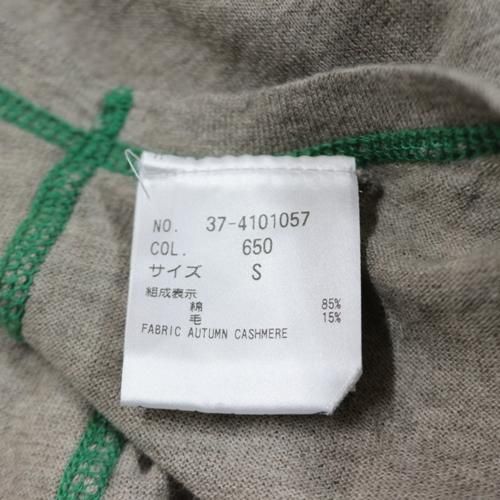 NO. 37-4101057
COL. 650
サイズ S
組成表示
綿 85%
毛 15%
FABRIC AUTUMN CASHMERE